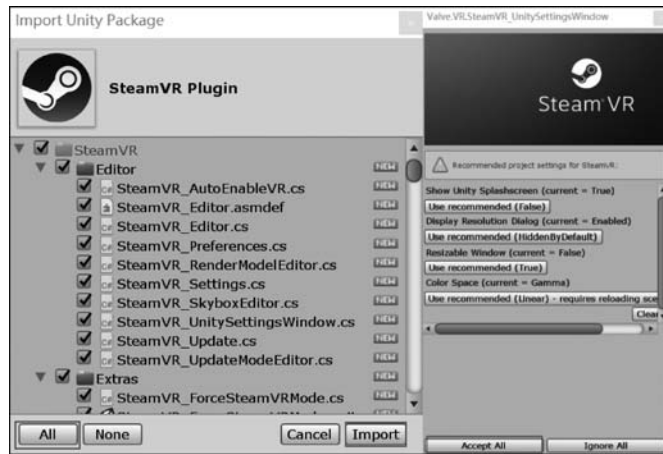 Import Unity Package
SteamVR Plugin
SteamVR
Editor NEW
SteamVR_AutoEnableVR.cs NEW
SteamVR_Editor.asmdef NEW
SteamVR_Editor.cs NEW
SteamVR_Preferences.cs NEW
SteamVR_RenderModelEditor.cs NEW
SteamVR_Settings.cs NEW
SteamVR_SkyboxEditor.cs NEW
SteamVR_UnitySettingsWindow.cs NEW
SteamVR_Update.cs NEW
SteamVR_UpdateModeEditor.cs NEW
Extras NEW
SteamVR_ForceSteamVRMode.cs NEW
All None Cancel Import
Valve.VR.SteamVR_UnitySettingsWindow
Steam VR
Recommended project settings for SteamVR:
Show Unity Splashscreen (current = True)
Use recommended (False)
Display Resolution Dialog (current = Enabled)
Use recommended (HiddenByDefault)
Resizable Window (current = False)
Use recommended (True)
Color Space (current = Gamma)
Use recommended (Linear) - requires reloading sce
Clear
Accept All Ignore All